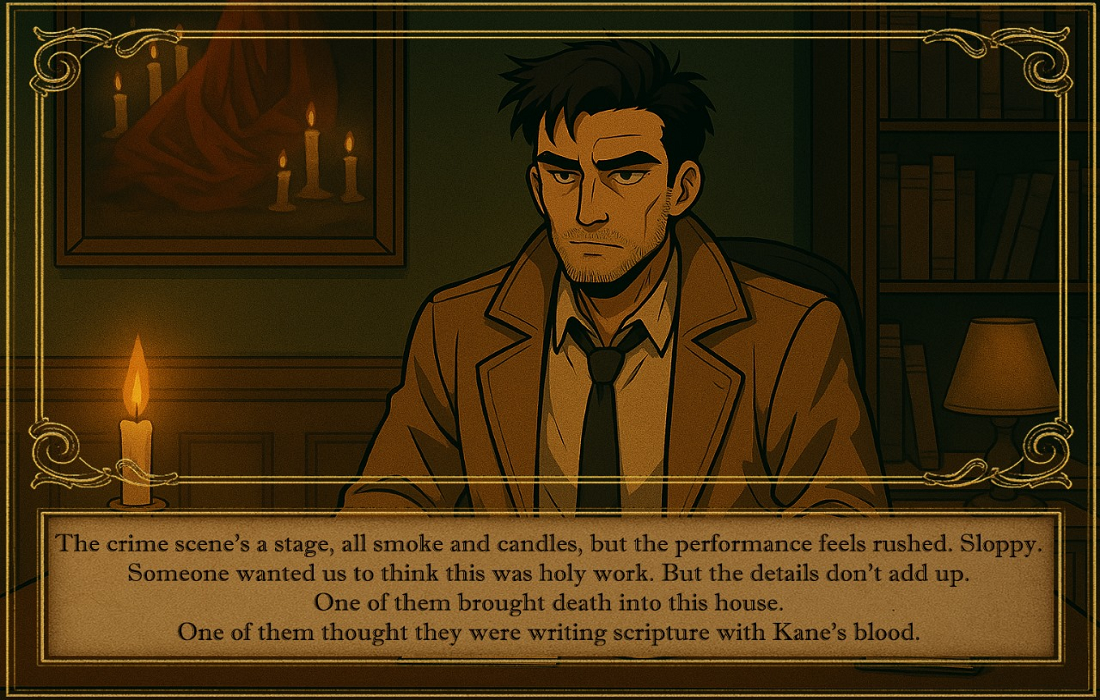 The crime scene's a stage, all smoke and candles, but the performance feels rushed. Sloppy.
Someone wanted us to think this was holy work. But the details don't add up.
One of them brought death into this house.
One of them thought they were writing scripture with Kane's blood.